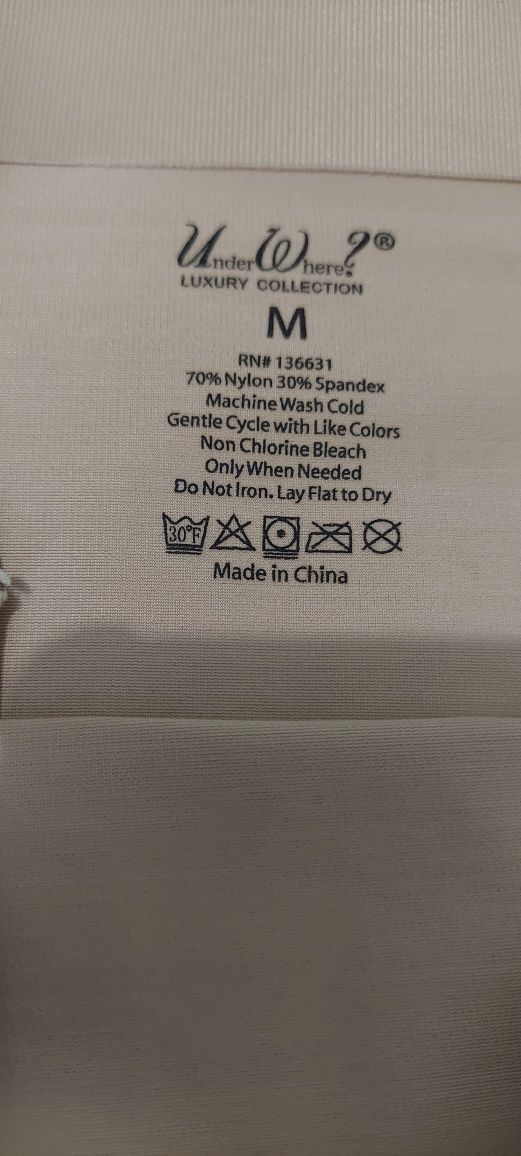 UnderWhere?®
LUXURY COLLECTION
M
RN# 136631
70% Nylon 30% Spandex
Machine Wash Cold
Gentle Cycle with Like Colors
Non Chlorine Bleach
Only When Needed
Do Not Iron. Lay Flat to Dry
30°F
Made in China